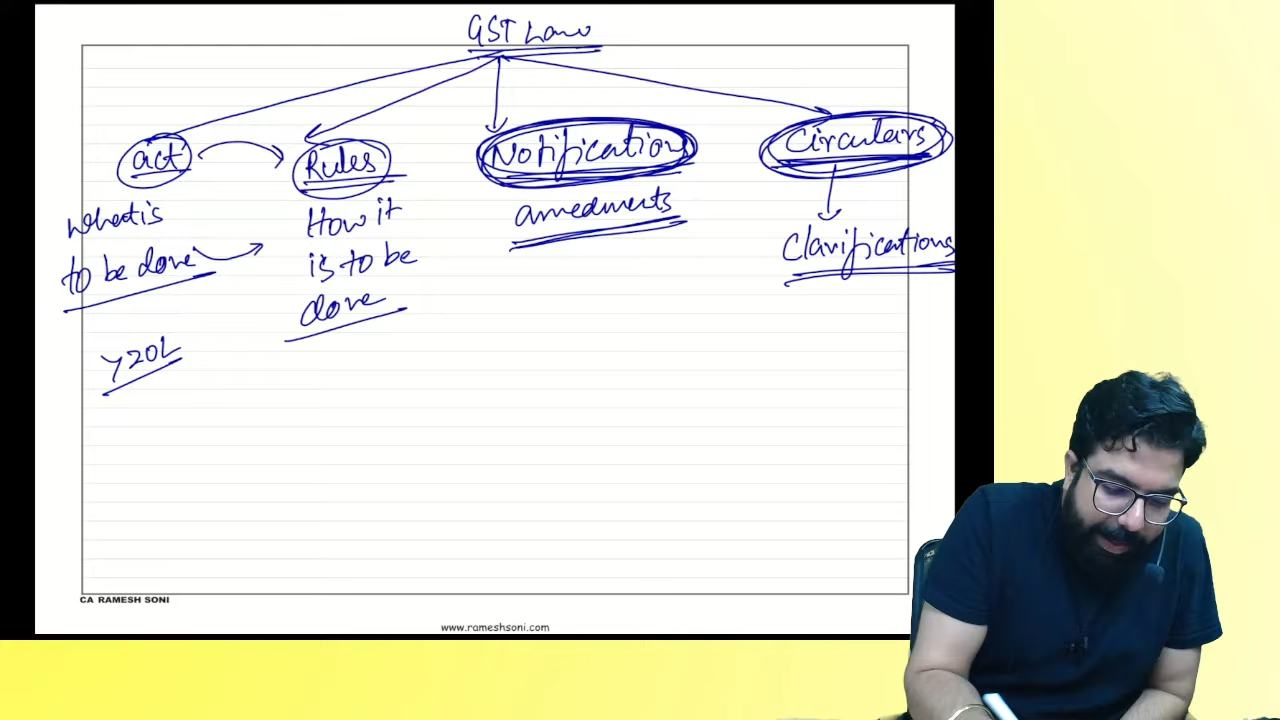 GST Law
act
Rules
Notifications
Circulars
what is
to be done
How it
is to be
done
amedments
Clarifications
y20L
CA RAMESH SONI
www.rameshsoni.com